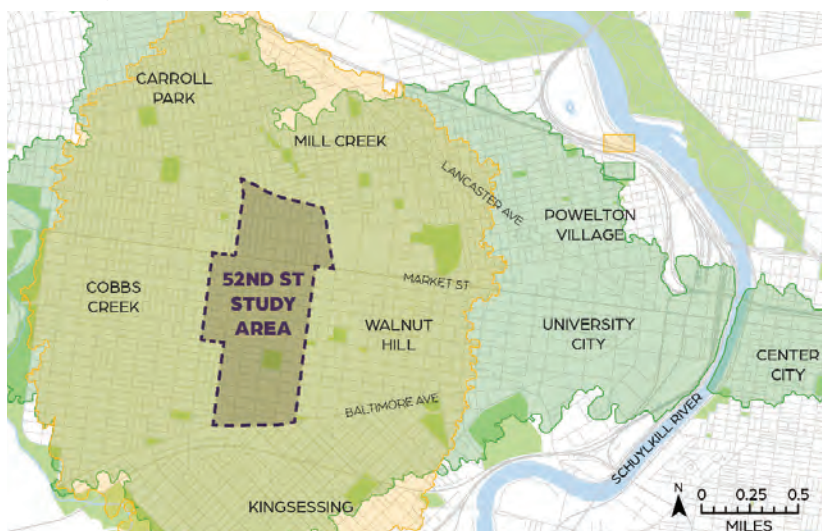 CARROLL
PARK
MILL CREEK
LANCASTER AVE
POWELTON
VILLAGE
COBBS
CREEK
52ND ST
STUDY
AREA
MARKET ST
WALNUT
HILL
UNIVERSITY
CITY
CENTER
CITY
BALTIMORE AVE
SCHUYLKILL RIVER
KINGSESSING
N
0 0.25 0.5
MILES